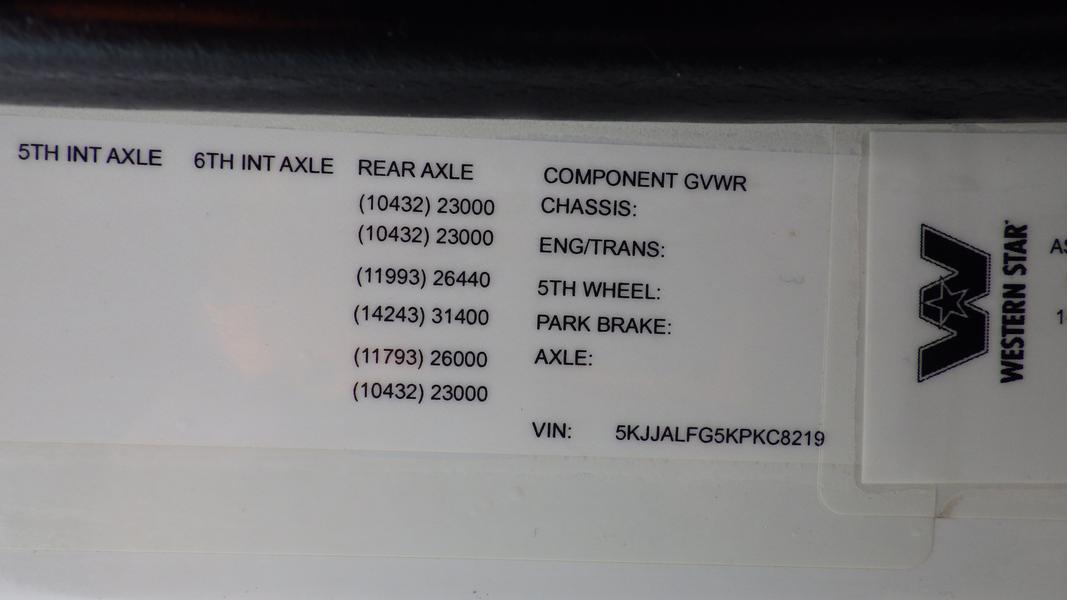 5TH INT AXLE 6TH INT AXLE REAR AXLE COMPONENT GVWR
(10432) 23000 CHASSIS:
(10432) 23000 ENG/TRANS:
(11993) 26440 5TH WHEEL:
(14243) 31400 PARK BRAKE:
(11793) 26000 AXLE:
(10432) 23000
VIN: 5KJJALFG5KPKC8219
WESTERN STAR